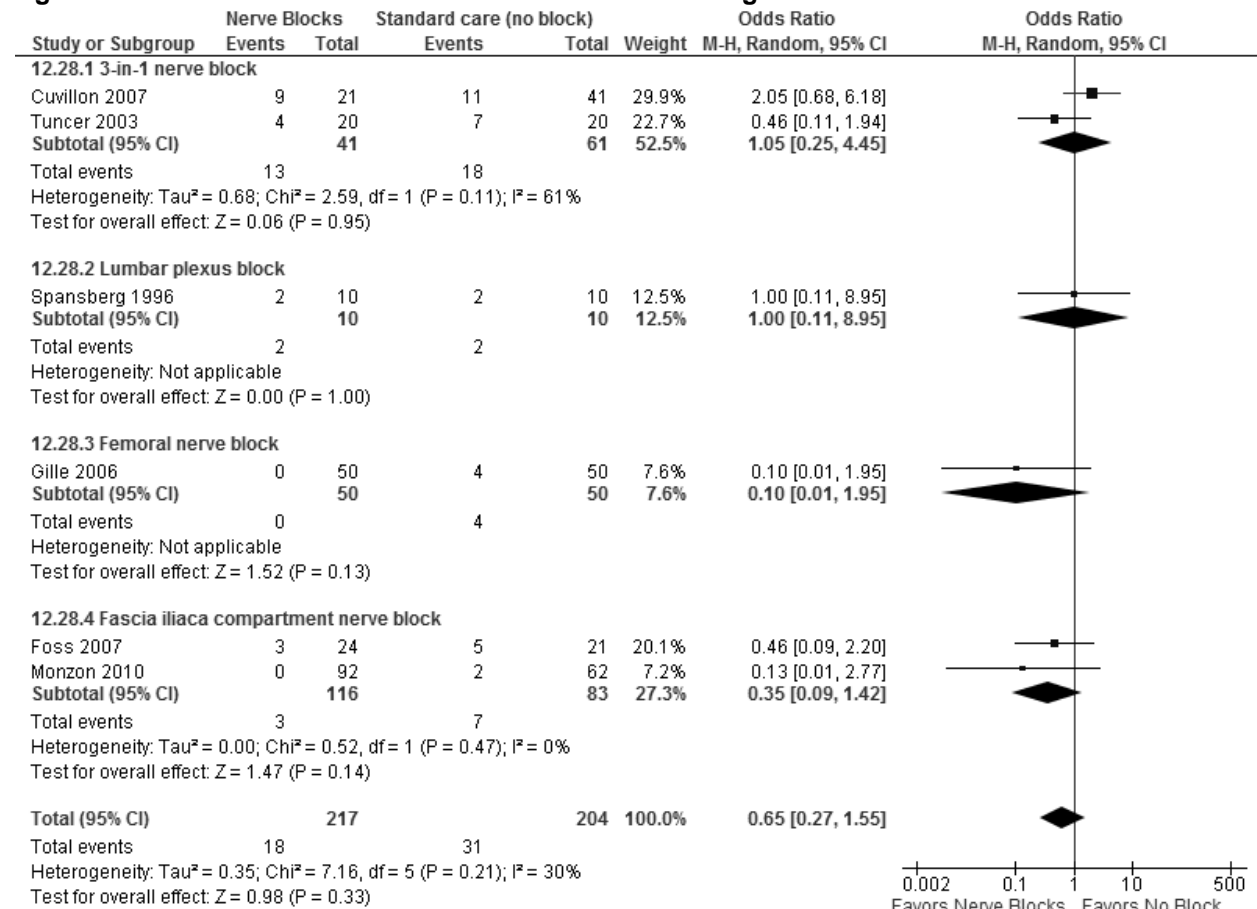 Nerve Blocks Standard care (no block) Odds Ratio Odds Ratio
Study or Subgroup Events Total Events Total Weight M-H, Random, 95% CI M-H, Random, 95% CI
12.28.1 3-in-1 nerve block
Cuvillon 2007 9 21 11 41 29.9% 2.05 [0.68, 6.18]
Tuncer 2003 4 20 7 20 22.7% 0.46 [0.11, 1.94]
Subtotal (95% CI) 41 61 52.5% 1.05 [0.25, 4.45]
Total events 13 18
Heterogeneity: Tau² = 0.68; Chi² = 2.59, df = 1 (P = 0.11); I² = 61%
Test for overall effect: Z = 0.06 (P = 0.95)
12.28.2 Lumbar plexus block
Spansberg 1996 2 10 2 10 12.5% 1.00 [0.11, 8.95]
Subtotal (95% CI) 10 10 12.5% 1.00 [0.11, 8.95]
Total events 2 2
Heterogeneity: Not applicable
Test for overall effect: Z = 0.00 (P = 1.00)
12.28.3 Femoral nerve block
Gille 2006 0 50 4 50 7.6% 0.10 [0.01, 1.95]
Subtotal (95% CI) 50 50 7.6% 0.10 [0.01, 1.95]
Total events 0 4
Heterogeneity: Not applicable
Test for overall effect: Z = 1.52 (P = 0.13)
12.28.4 Fascia iliaca compartment nerve block
Foss 2007 3 24 5 21 20.1% 0.46 [0.09, 2.20]
Monzon 2010 0 92 2 62 7.2% 0.13 [0.01, 2.77]
Subtotal (95% CI) 116 83 27.3% 0.35 [0.09, 1.42]
Total events 3 7
Heterogeneity: Tau² = 0.00; Chi² = 0.52, df = 1 (P = 0.47); I² = 0%
Test for overall effect: Z = 1.47 (P = 0.14)
Total (95% CI) 217 204 100.0% 0.65 [0.27, 1.55]
Total events 18 31
Heterogeneity: Tau² = 0.35; Chi² = 7.16, df = 5 (P = 0.21); I² = 30%
Test for overall effect: Z = 0.98 (P = 0.33)
0.002 0.1 1 10 500
Favors Nerve Blocks Favors No Block